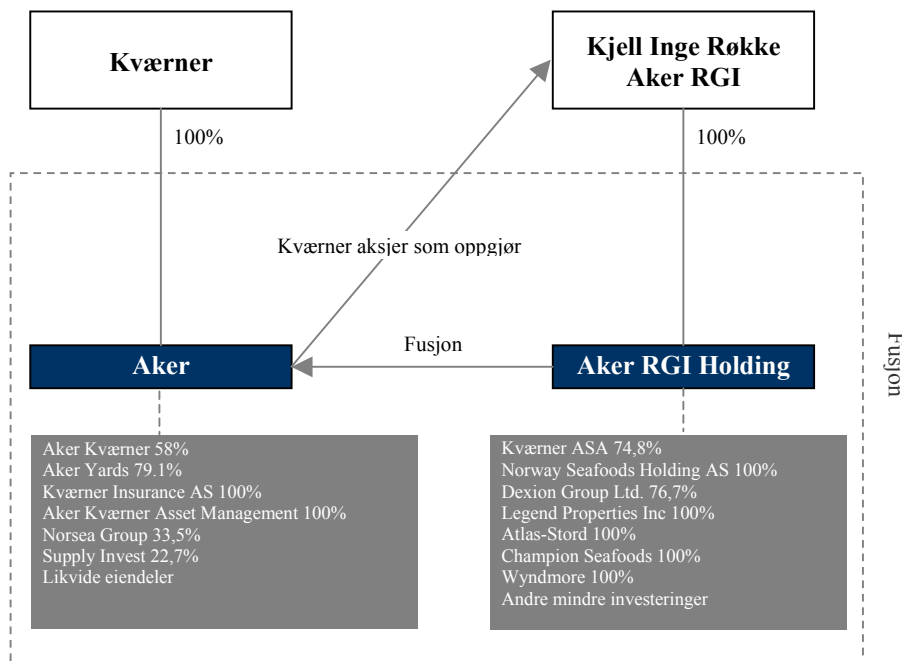 Kværner
Kjell Inge Røkke
Aker RGI
100%
100%
Kværner aksjer som oppgjør
Fusjon
Aker
Aker RGI Holding
Fusjon
Aker Kværner 58%
Aker Yards 79.1%
Kværner Insurance AS 100%
Aker Kværner Asset Management 100%
Norsea Group 33,5%
Supply Invest 22,7%
Likvide eiendeler
Kværner ASA 74,8%
Norway Seafoods Holding AS 100%
Dexion Group Ltd. 76,7%
Legend Properties Inc 100%
Atlas-Stord 100%
Champion Seafoods 100%
Wyndmore 100%
Andre mindre investeringer